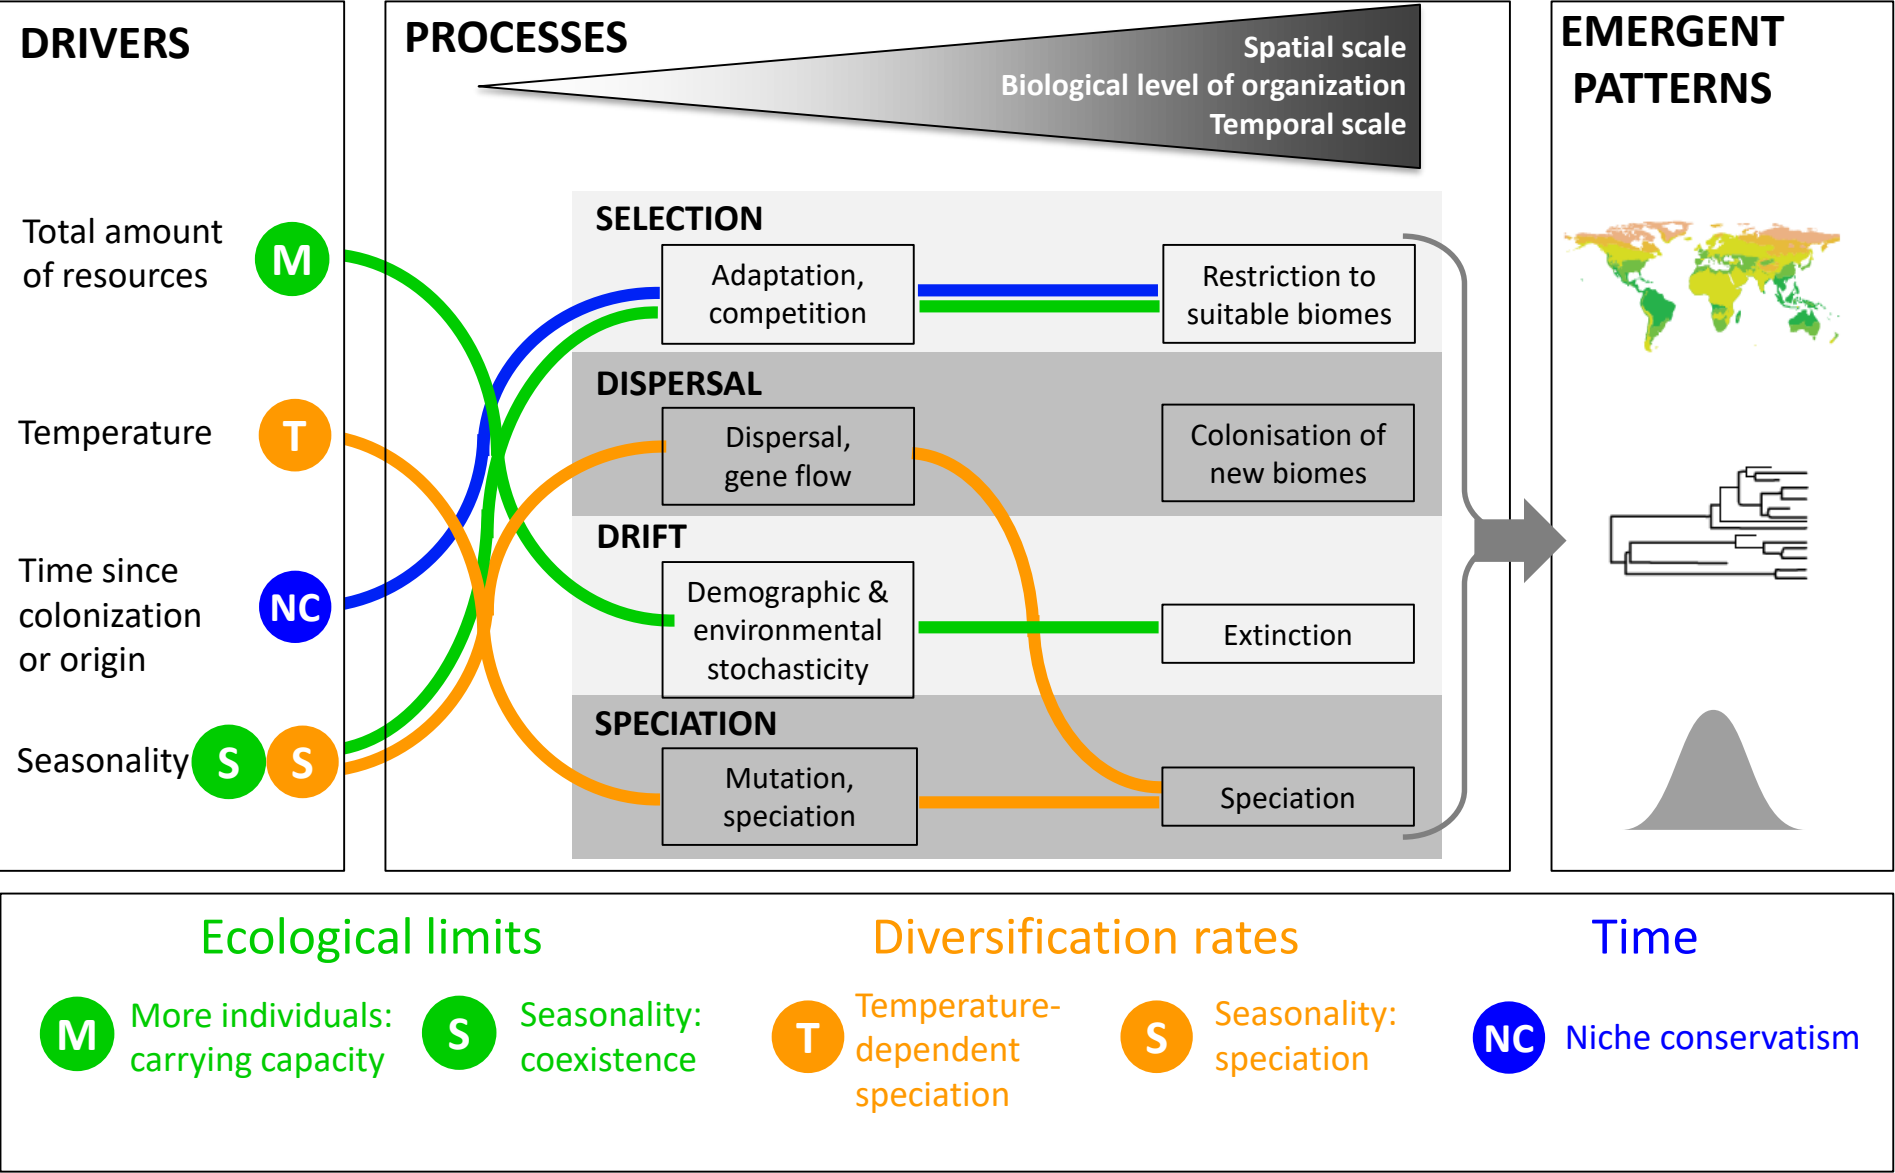 DRIVERS
Total amount
of resources
M
Temperature
T
Time since
colonization
or origin
NC
Seasonality
S
S
PROCESSES
Spatial scale
Biological level of organization
Temporal scale
SELECTION
Adaptation,
competition
Restriction to
suitable biomes
DISPERSAL
Dispersal,
gene flow
Colonisation of
new biomes
DRIFT
Demographic &
environmental
stochasticity
Extinction
SPECIATION
Mutation,
speciation
Speciation
EMERGENT
PATTERNS
Ecological limits
M
More individuals:
carrying capacity
S
Seasonality:
coexistence
Diversification rates
T
Temperature-
dependent
speciation
S
Seasonality:
speciation
Time
NC
Niche conservatism